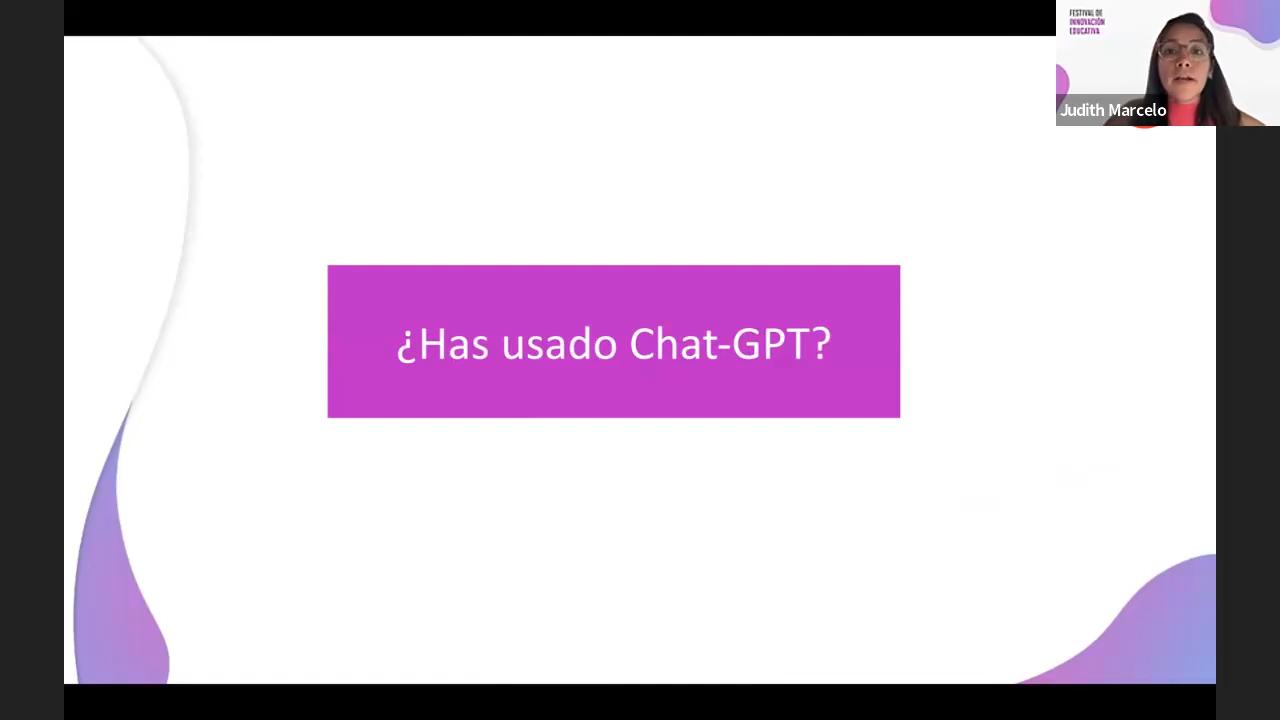 FESTIVAL DE
INNOVACIÓN
EDUCATIVA
Judith Marcelo
¿Has usado Chat-GPT?